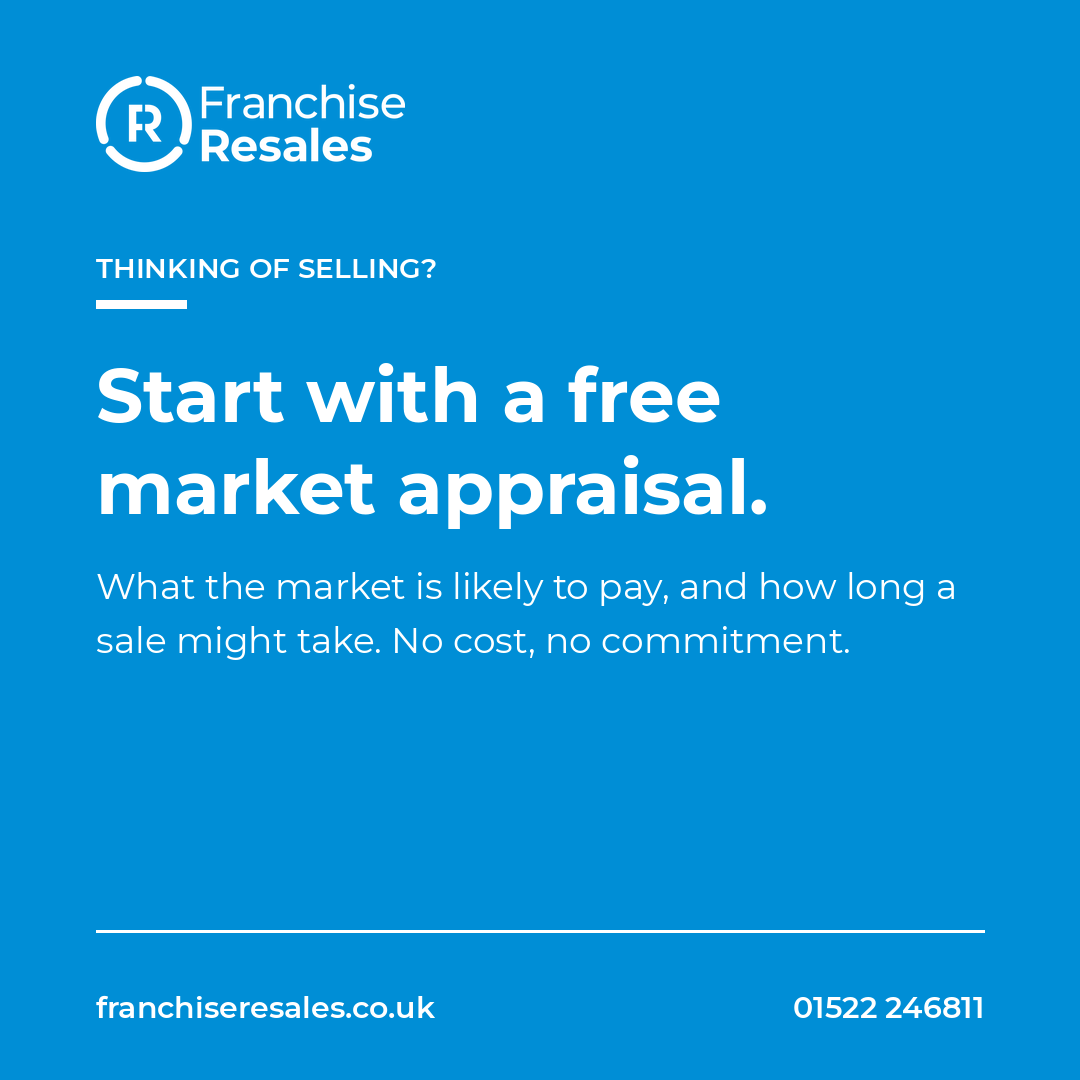 R
Franchise
Resales
THINKING OF SELLING?
Start with a free
market appraisal.
What the market is likely to pay, and how long a
sale might take. No cost, no commitment.
franchiseresales.co.uk
01522 246811